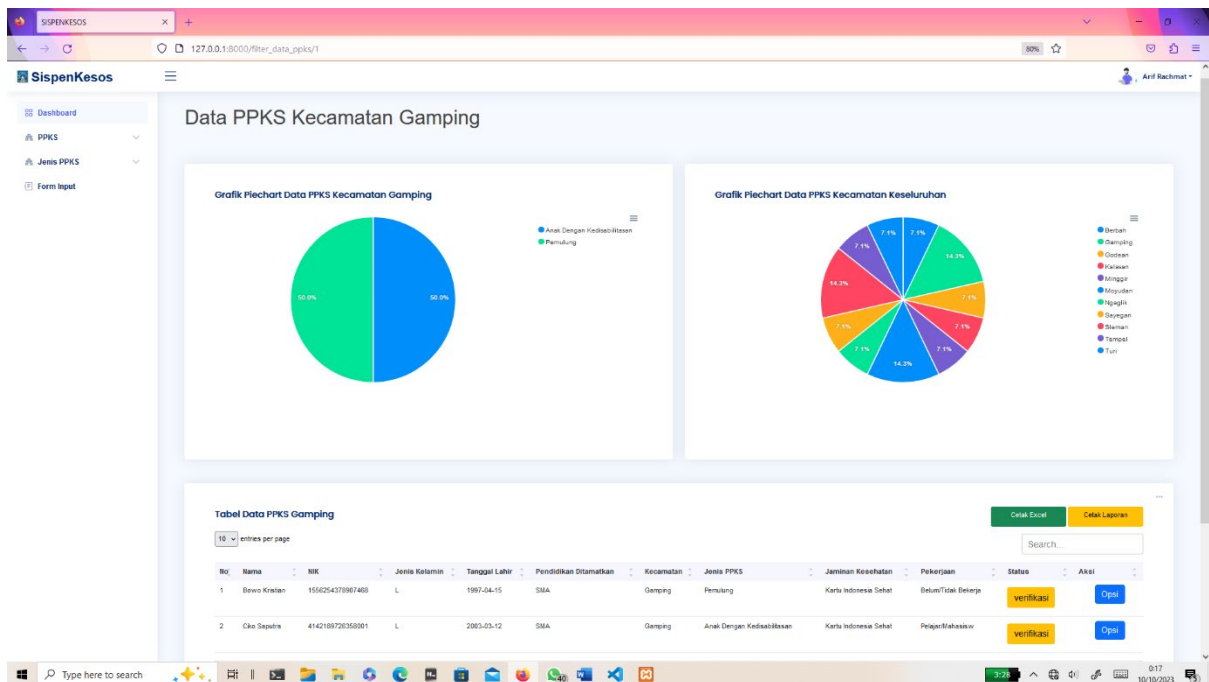 SISPENKESOS
127.0.0.1:8000/filter_data_ppks/1
80%
SispenKesos
Arif Rachmat
Dashboard
PPKS
Jenis PPKS
Form Input
Data PPKS Kecamatan Gamping
Grafik Piechart Data PPKS Kecamatan Gamping
Anak Dengan Kedisabilitasan
Pemulung
50.0%
50.0%
Grafik Piechart Data PPKS Kecamatan Keseluruhan
Berbah
Gamping
Godean
Kalasan
Minggir
Moyudan
Ngaglik
Sayegan
Sleman
Tempel
Turi
7.1%
7.1%
7.1%
14.3%
14.3%
7.1%
7.1%
7.1%
7.1%
7.1%
14.3%
Tabel Data PPKS Gamping
Cetak Excel
Cetak Laporan
10 entries per page
Search...
No Nama NIK Jenis Kelamin Tanggal Lahir Pendidikan Ditamatkan Kecamatan Jenis PPKS Jaminan Kesehatan Pekerjaan Status Aksi
1 Bowo Kristian 1556254378907468 L 1997-04-15 SMA Gamping Pemulung Kartu Indonesia Sehat Belum/Tidak Bekerja verifikasi Opsi
2 Ciko Saputra 4142189726358001 L 2003-03-12 SMA Gamping Anak Dengan Kedisabilitasan Kartu Indonesia Sehat Pelajar/Mahasisw verifikasi Opsi
Type here to search
40
3:28
0:17
10/10/2023